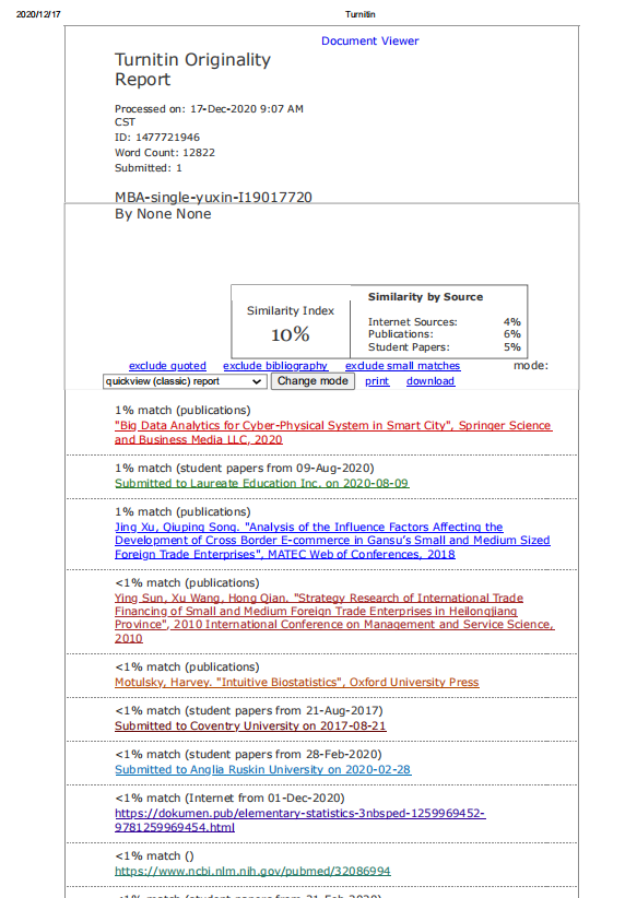 2020/12/17
Turnitin
Document Viewer
Turnitin Originality
Report
Processed on: 17-Dec-2020 9:07 AM
CST
ID: 1477721946
Word Count: 12822
Submitted: 1
MBA-single-yuxin-I19017720
By None None
Similarity Index
10%
Similarity by Source
Internet Sources: 4%
Publications: 6%
Student Papers: 5%
exclude quoted exclude bibliography exclude small matches mode:
quickview (classic) report Change mode print download
1% match (publications)
"Big Data Analytics for Cyber-Physical System in Smart City", Springer Science
and Business Media LLC, 2020
1% match (student papers from 09-Aug-2020)
Submitted to Laureate Education Inc. on 2020-08-09
1% match (publications)
Jing Xu, Qiuping Song. "Analysis of the Influence Factors Affecting the
Development of Cross Border E-commerce in Gansu's Small and Medium Sized
Foreign Trade Enterprises", MATEC Web of Conferences, 2018
<1% match (publications)
Ying Sun, Xu Wang, Hong Qian. "Strategy Research of International Trade
Financing of Small and Medium Foreign Trade Enterprises in Heilongjiang
Province", 2010 International Conference on Management and Service Science,
2010
<1% match (publications)
Motulsky, Harvey. "Intuitive Biostatistics", Oxford University Press
<1% match (student papers from 21-Aug-2017)
Submitted to Coventry University on 2017-08-21
<1% match (student papers from 28-Feb-2020)
Submitted to Anglia Ruskin University on 2020-02-28
<1% match (Internet from 01-Dec-2020)
https://dokumen.pub/elementary-statistics-3nbsped-1259969452-
9781259969454.html
<1% match ()
https://www.ncbi.nlm.nih.gov/pubmed/32086994